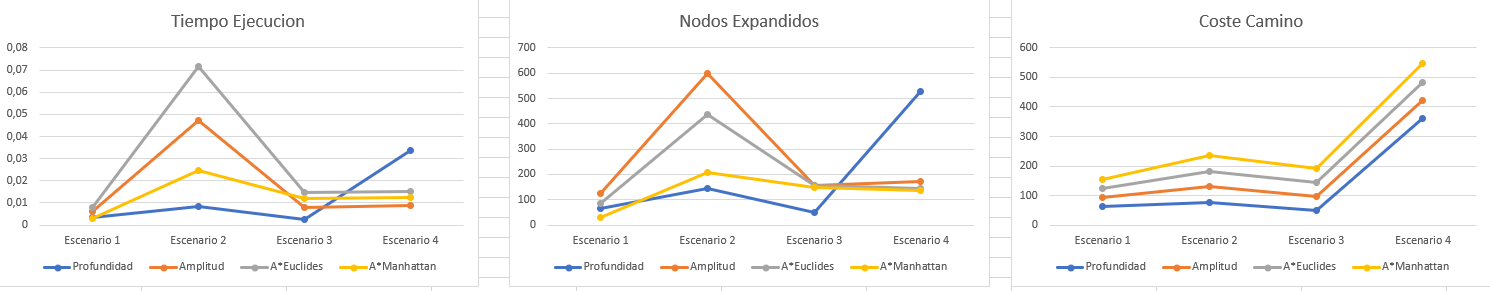 Tiempo Ejecucion
0,08
0,07
0,06
0,05
0,04
0,03
0,02
0,01
0
Escenario 1 Escenario 2 Escenario 3 Escenario 4
Profundidad Amplitud A*Euclides A*Manhattan
Nodos Expandidos
700
600
500
400
300
200
100
0
Escenario 1 Escenario 2 Escenario 3 Escenario 4
Profundidad Amplitud A*Euclides A*Manhattan
Coste Camino
600
500
400
300
200
100
0
Escenario 1 Escenario 2 Escenario 3 Escenario 4
Profundidad Amplitud A*Euclides A*Manhattan